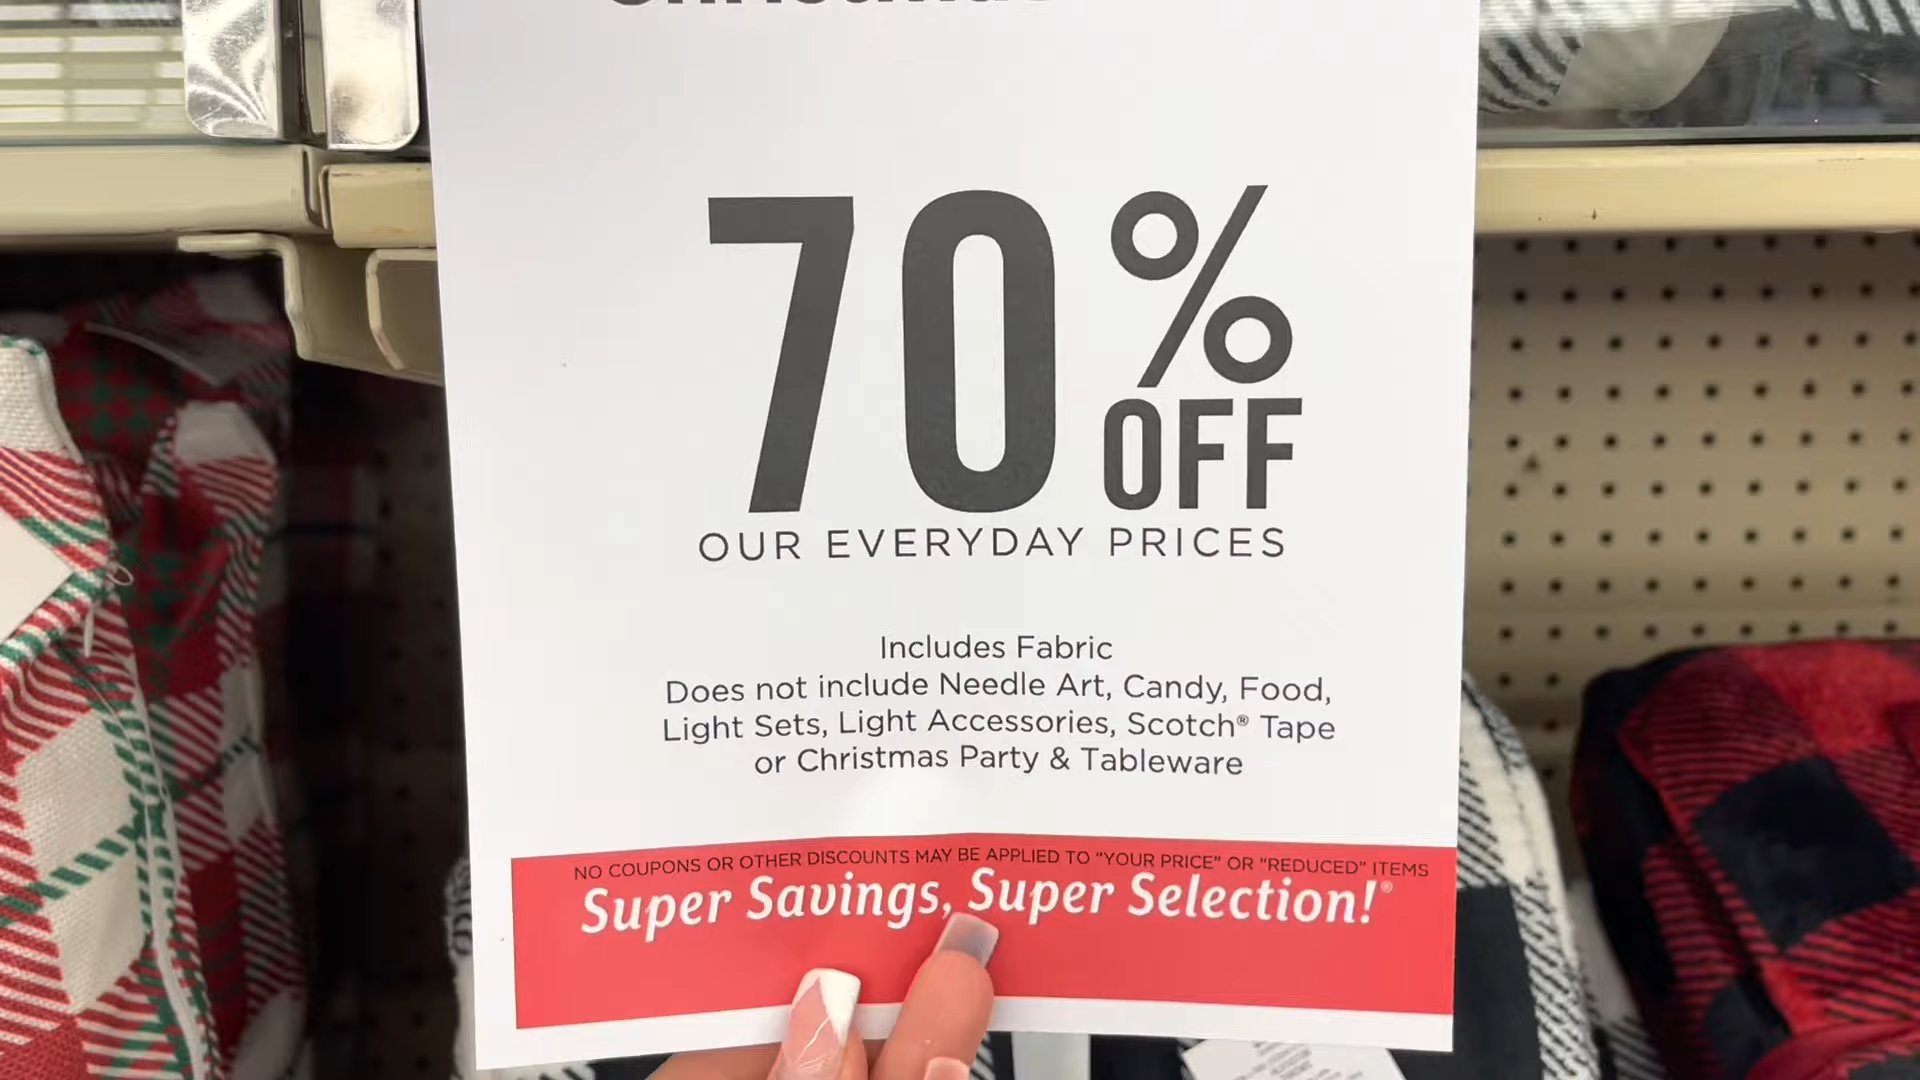 70%
OFF
OUR EVERYDAY PRICES
Includes Fabric
Does not include Needle Art, Candy, Food,
Light Sets, Light Accessories, Scotch® Tape
or Christmas Party & Tableware
NO COUPONS OR OTHER DISCOUNTS MAY BE APPLIED TO "YOUR PRICE" OR "REDUCED" ITEMS
Super Savings, Super Selection!®